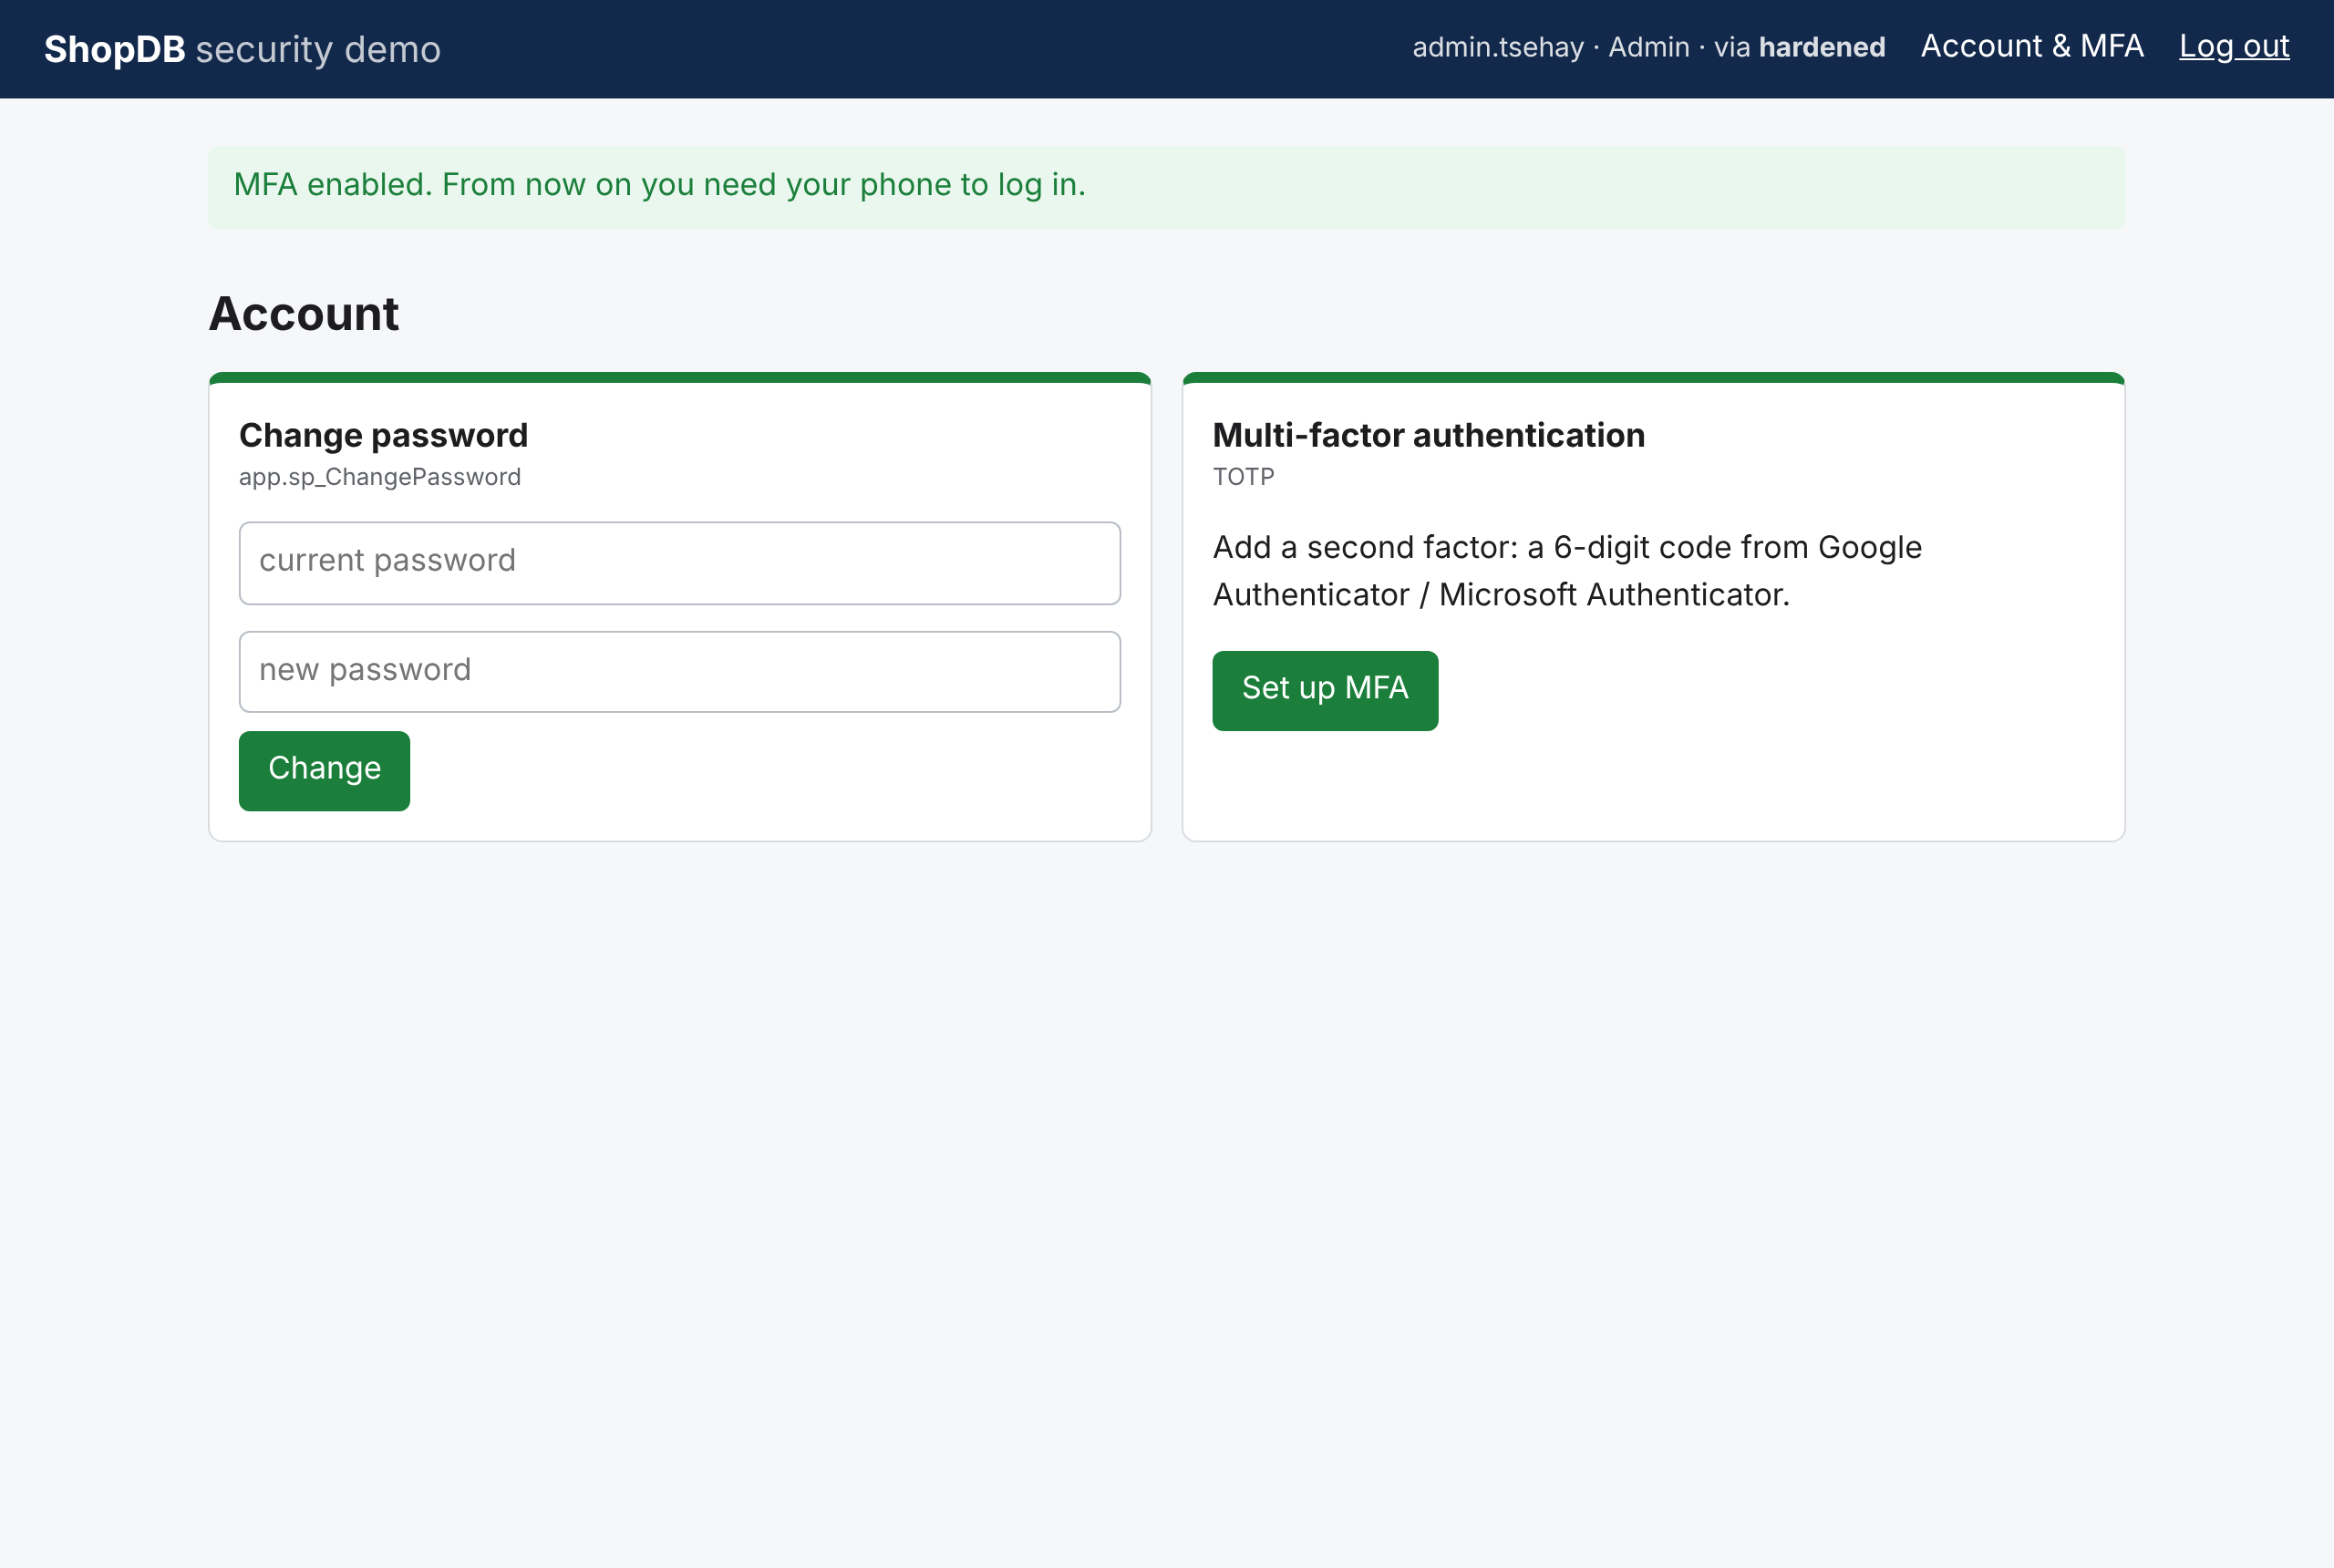 ShopDB security demo
admin.tsehay · Admin · via hardened
Account & MFA
Log out
MFA enabled. From now on you need your phone to log in.
Account
Change password
app.sp_ChangePassword
current password
new password
Change
Multi-factor authentication
TOTP
Add a second factor: a 6-digit code from Google
Authenticator / Microsoft Authenticator.
Set up MFA